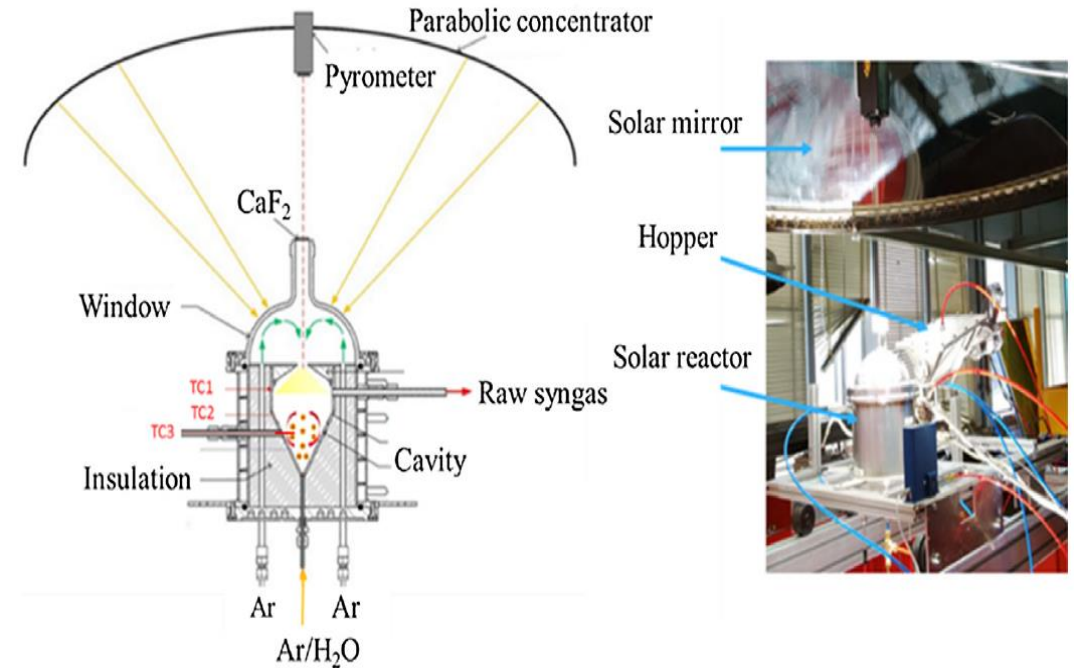 Parabolic concentrator
Pyrometer
CaF₂
Window
TC1
TC2
TC3
Raw syngas
Insulation
Cavity
Ar
Ar
Ar/H₂O
Solar mirror
Hopper
Solar reactor